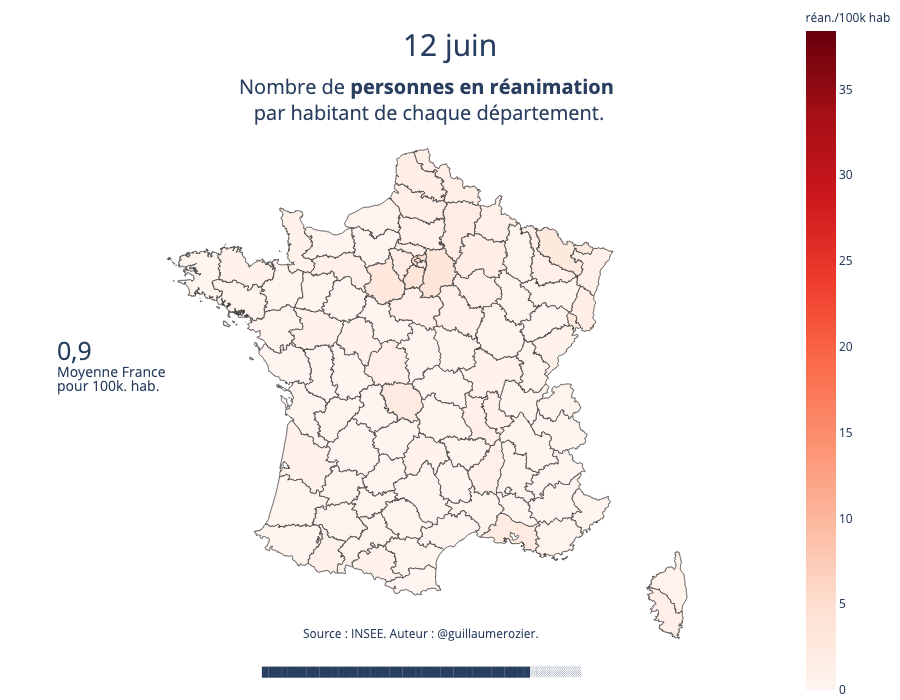 réan./100k hab
12 juin
Nombre de personnes en réanimation
par habitant de chaque département.
35
30
25
20
15
10
5
0
0,9
Moyenne France
pour 100k. hab.
Source : INSEE. Auteur : @guillaumerozier.